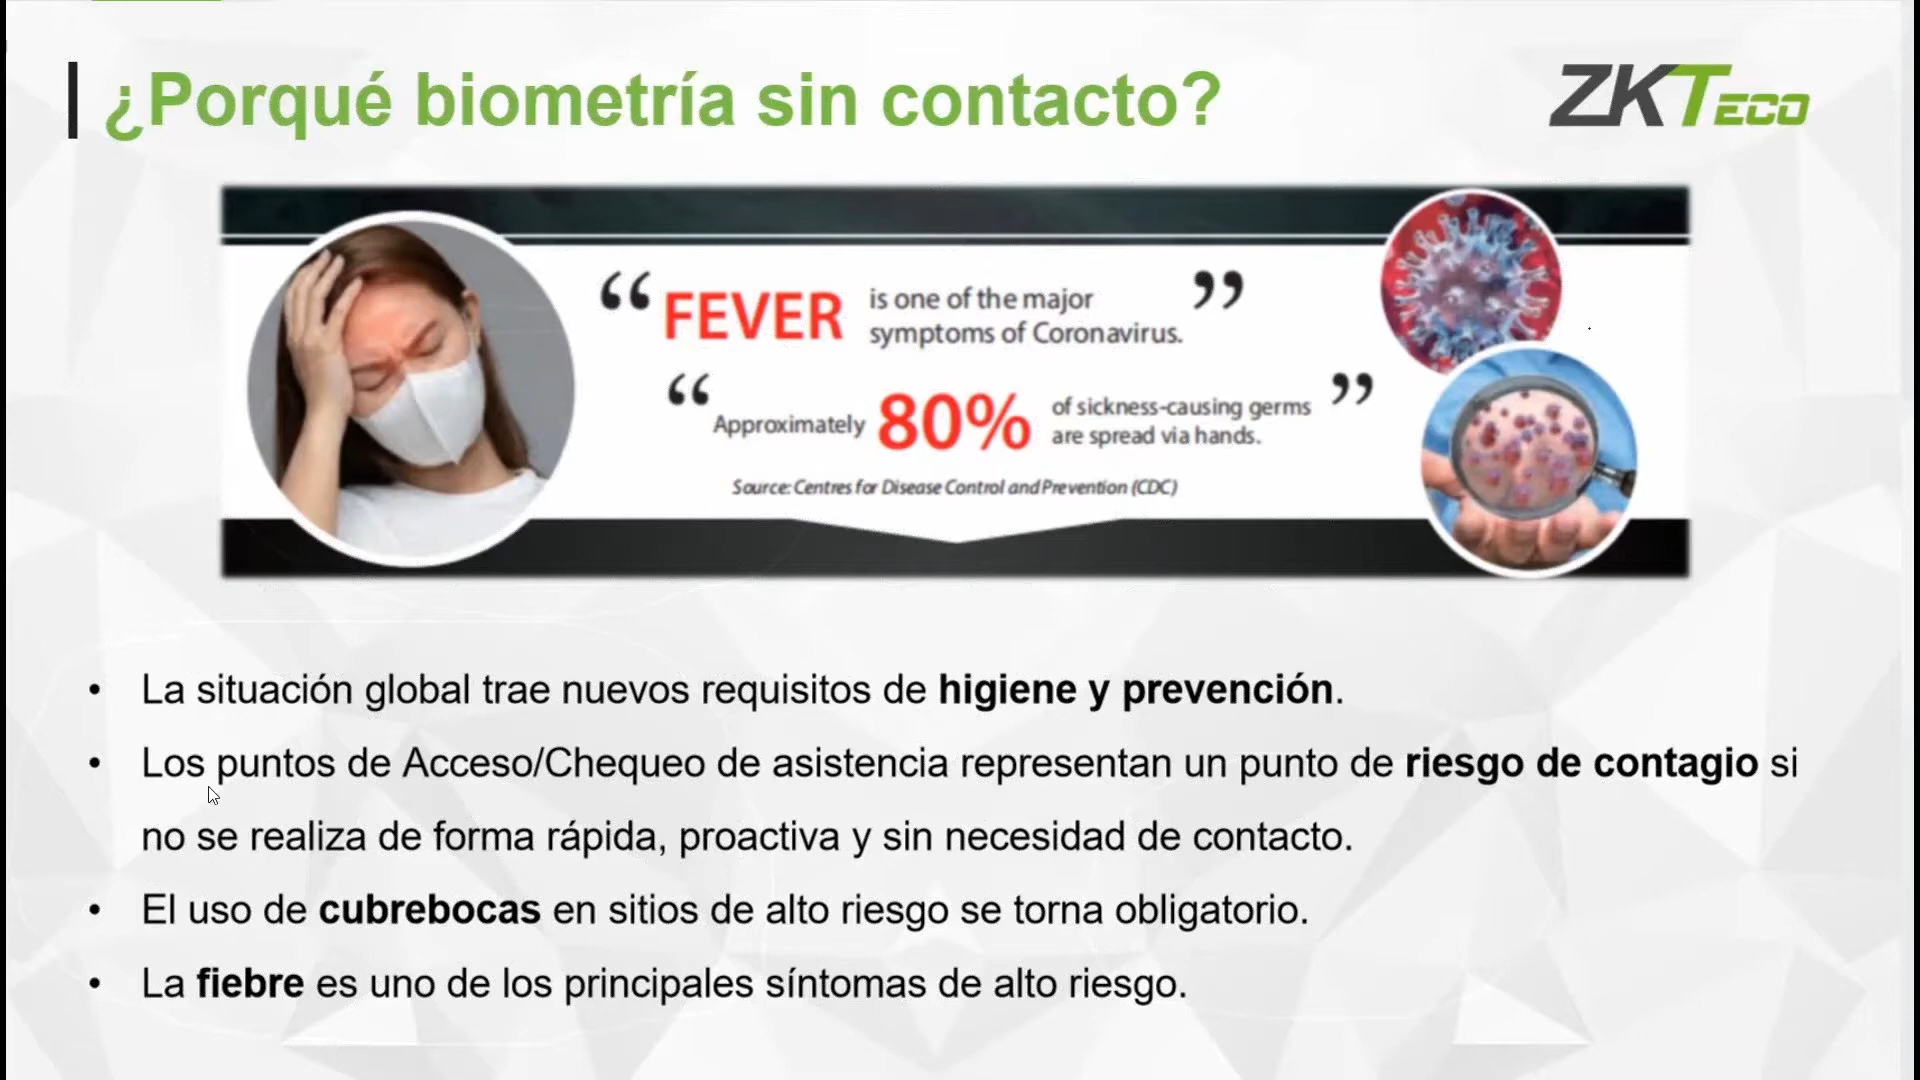 ¿Porqué biometría sin contacto?
ZKTECO
“ FEVER is one of the major ”
symptoms of Coronavirus.
“ Approximately 80% of sickness-causing germs ”
are spread via hands.
Source: Centres for Disease Control and Prevention (CDC)
• La situación global trae nuevos requisitos de higiene y prevención.
• Los puntos de Acceso/Chequeo de asistencia representan un punto de riesgo de contagio si
no se realiza de forma rápida, proactiva y sin necesidad de contacto.
• El uso de cubrebocas en sitios de alto riesgo se torna obligatorio.
• La fiebre es uno de los principales síntomas de alto riesgo.